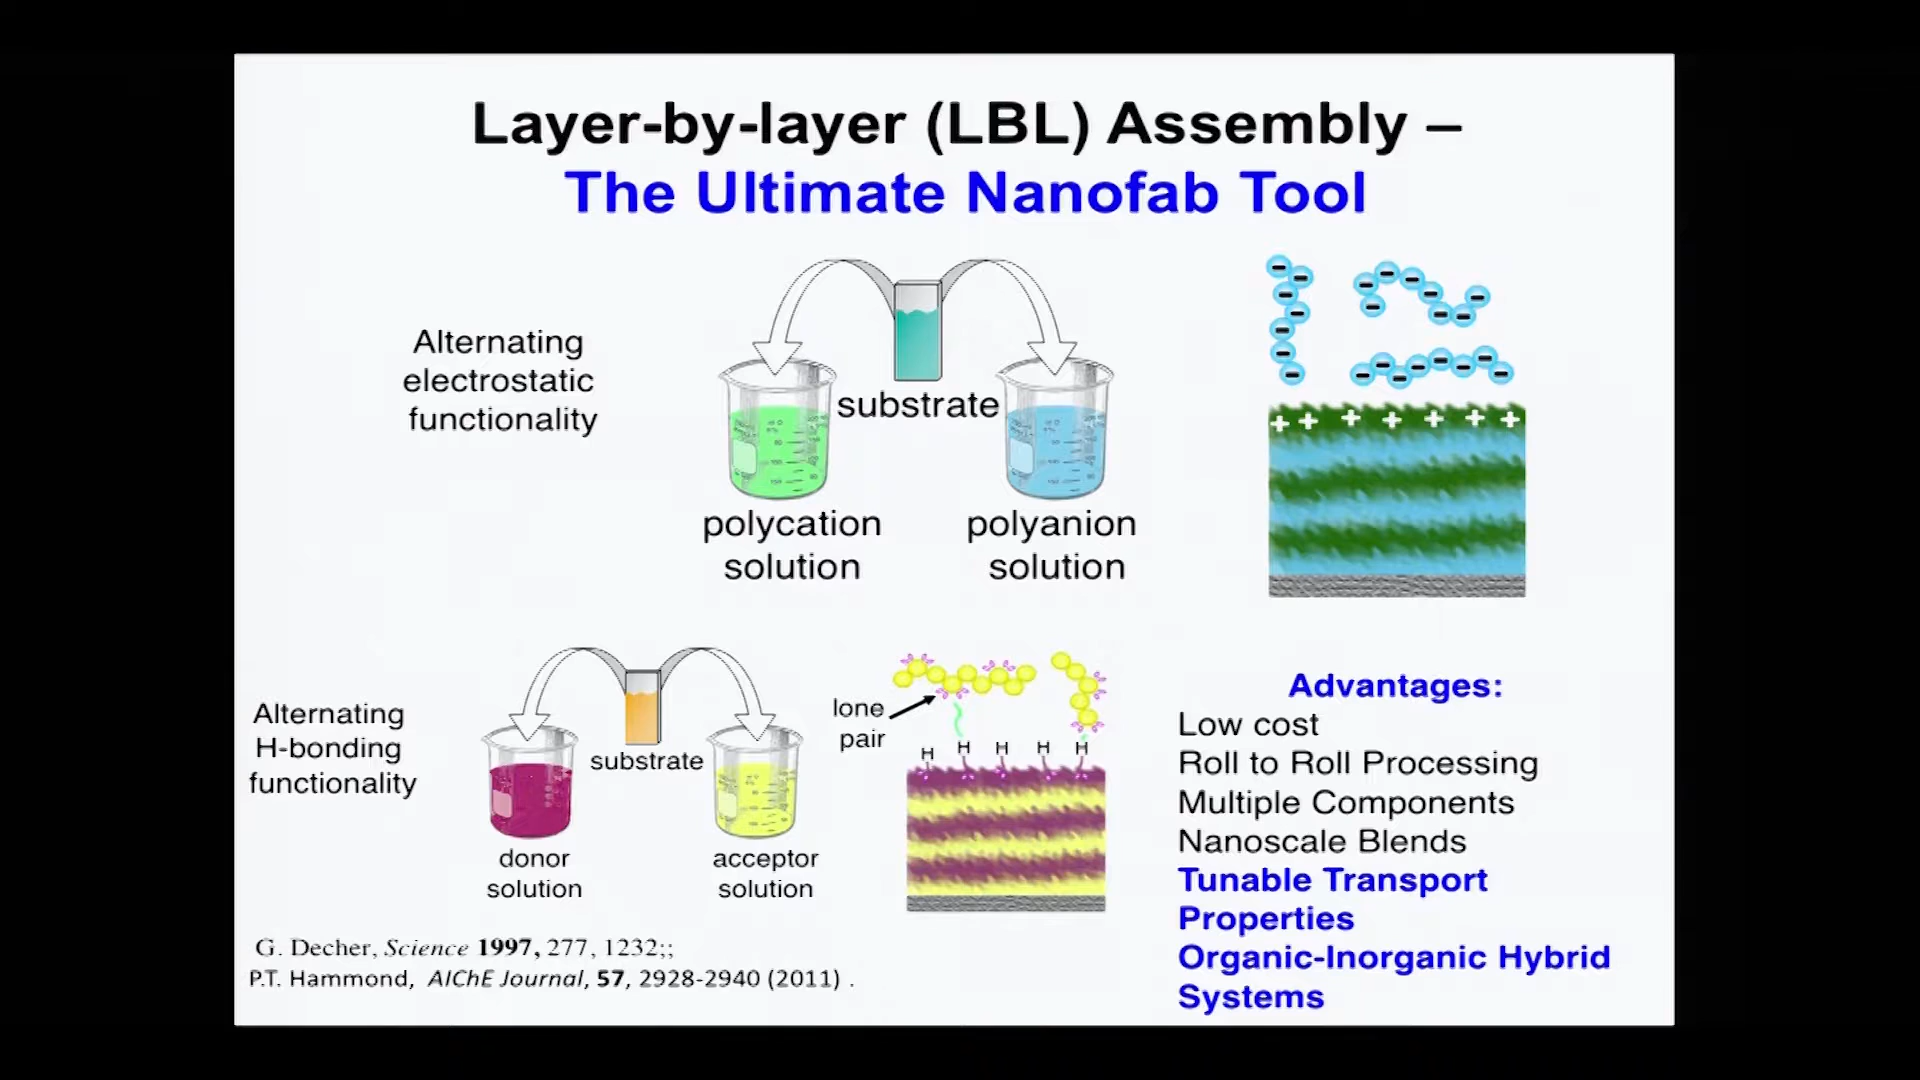 Layer-by-layer (LBL) Assembly –
The Ultimate Nanofab Tool
Alternating
electrostatic
functionality
substrate
polycation
solution
polyanion
solution
Alternating
H-bonding
functionality
substrate
donor
solution
acceptor
solution
lone
pair
H H H H H
Advantages:
Low cost
Roll to Roll Processing
Multiple Components
Nanoscale Blends
Tunable Transport
Properties
Organic-Inorganic Hybrid
Systems
G. Decher, Science 1997, 277, 1232;;
P.T. Hammond, AIChE Journal, 57, 2928-2940 (2011) .